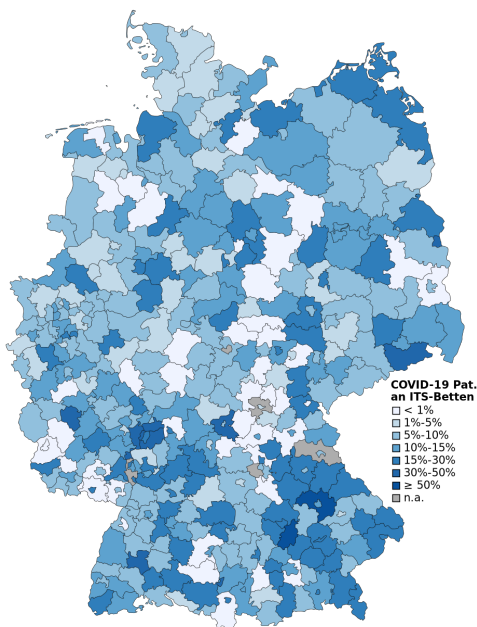 COVID-19 Pat.
an ITS-Betten
< 1%
1%-5%
5%-10%
10%-15%
15%-30%
30%-50%
≥ 50%
n.a.